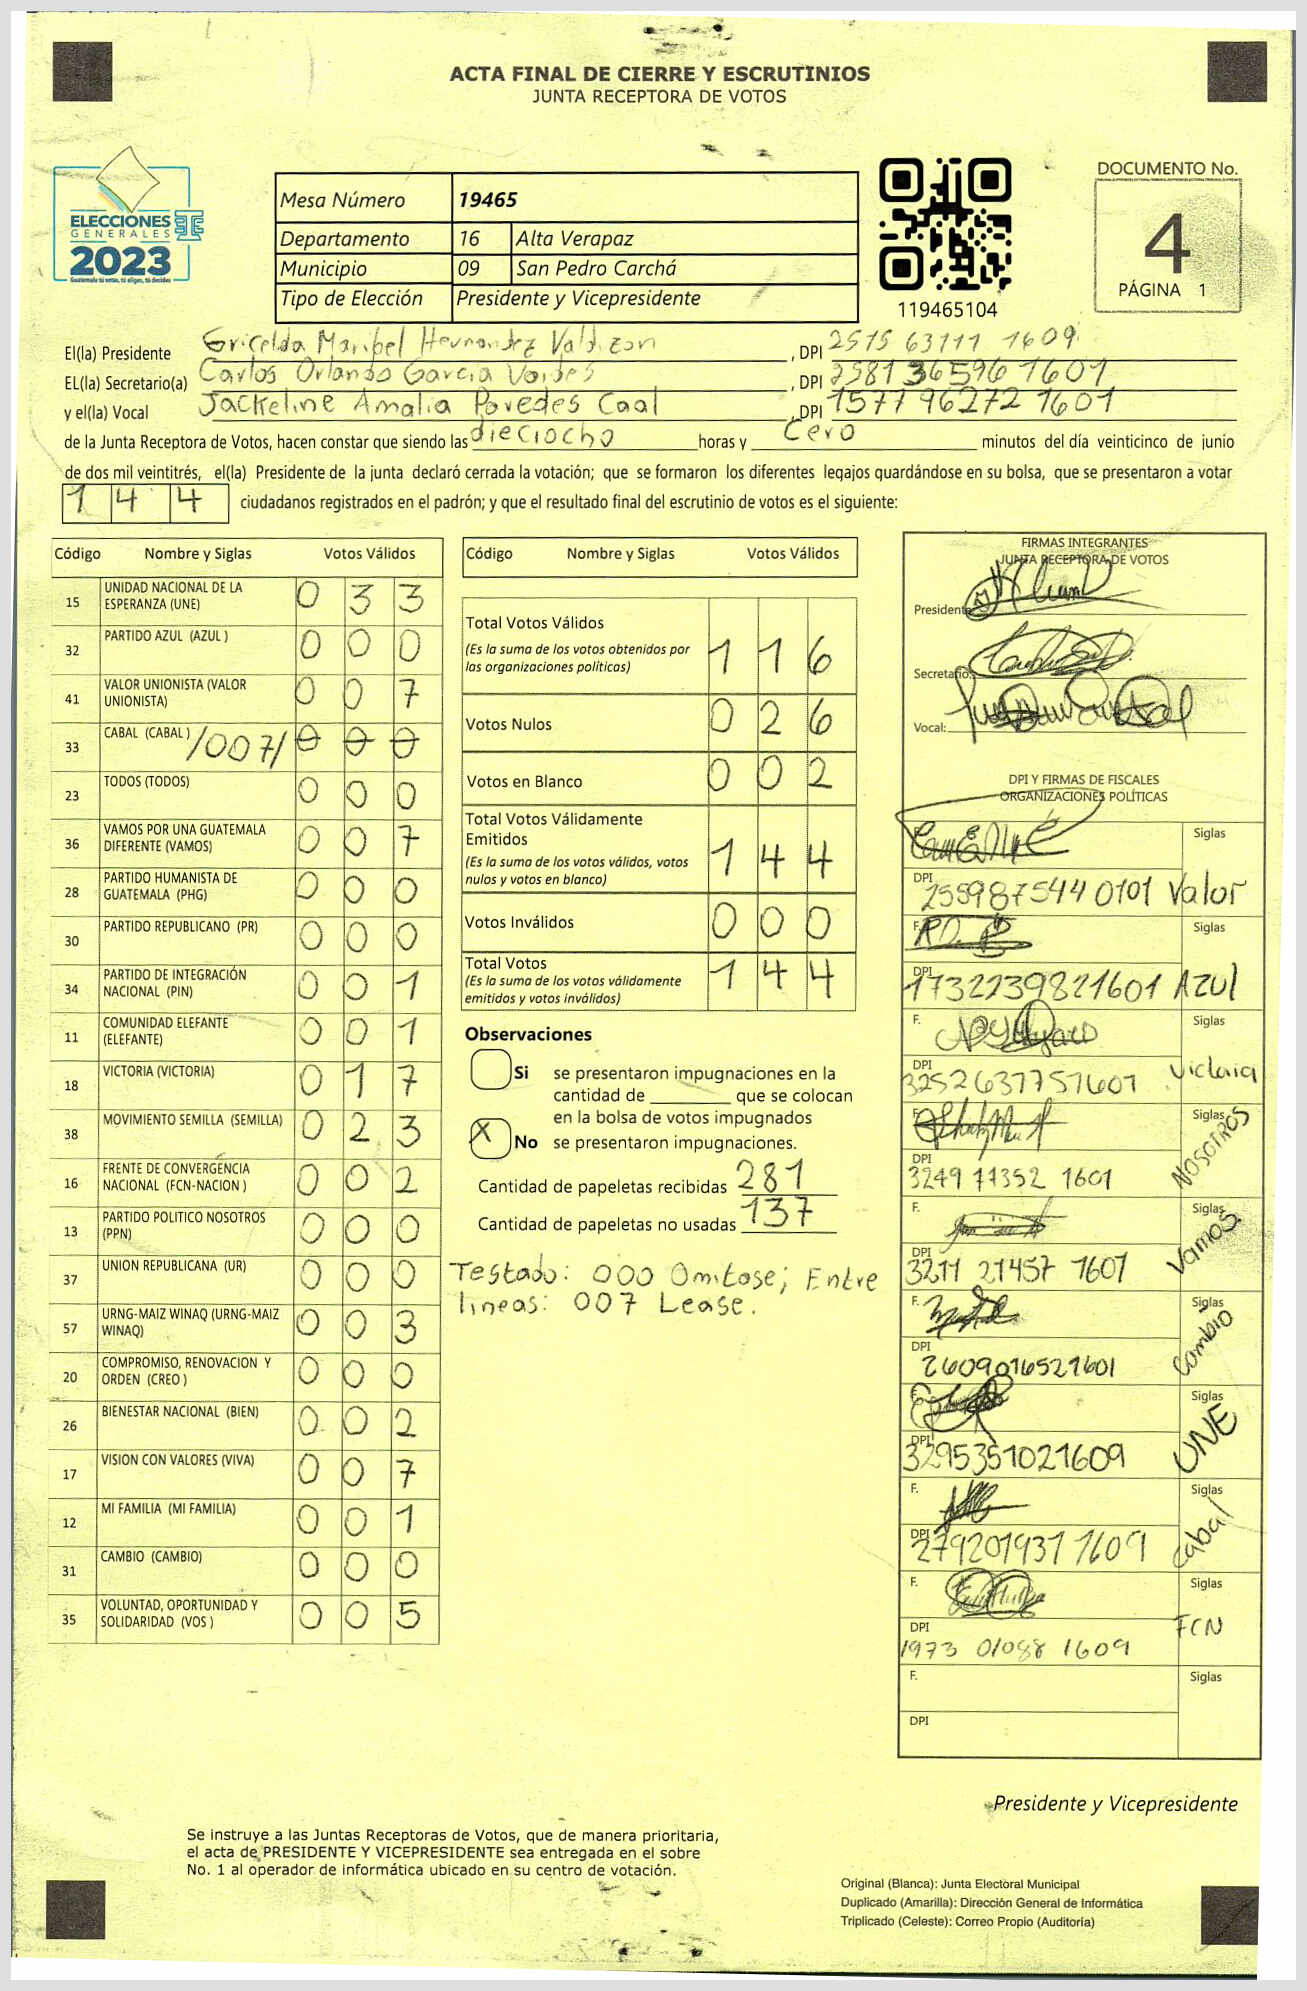 ACTA FINAL DE CIERRE Y ESCRUTINIOS
JUNTA RECEPTORA DE VOTOS
ELECCIONES
GENERALES
2023
Guatemala tu votas, tú eliges, tú decides
Mesa Número 19465
Departamento 16 Alta Verapaz
Municipio 09 San Pedro Carchá
Tipo de Elección Presidente y Vicepresidente
119465104
DOCUMENTO No.
4
PÁGINA 1
El(la) Presidente Gricelda Maribel Hernandez Valdizon , DPI 2515 63111 1609
EL(la) Secretario(a) Carlos Orlando Garcia Valdes , DPI 2581 36596 1601
y el(la) Vocal Jackeline Amalia Paredes Caal , DPI 1577 96272 1601
de la Junta Receptora de Votos, hacen constar que siendo las dieciocho horas y Cero minutos del día veinticinco de junio
de dos mil veintitrés, el(la) Presidente de la junta declaró cerrada la votación; que se formaron los diferentes legajos guardándose en su bolsa, que se presentaron a votar
144 ciudadanos registrados en el padrón; y que el resultado final del escrutinio de votos es el siguiente:
Código Nombre y Siglas Votos Válidos
15 UNIDAD NACIONAL DE LA ESPERANZA (UNE) 0 3 3
32 PARTIDO AZUL (AZUL ) 0 0 0
41 VALOR UNIONISTA (VALOR UNIONISTA) 0 0 7
33 CABAL (CABAL ) /007/ 0 0 0
23 TODOS (TODOS) 0 0 0
36 VAMOS POR UNA GUATEMALA DIFERENTE (VAMOS) 0 0 7
28 PARTIDO HUMANISTA DE GUATEMALA (PHG) 0 0 0
30 PARTIDO REPUBLICANO (PR) 0 0 0
34 PARTIDO DE INTEGRACIÓN NACIONAL (PIN) 0 0 1
11 COMUNIDAD ELEFANTE (ELEFANTE) 0 0 1
18 VICTORIA (VICTORIA) 0 1 7
38 MOVIMIENTO SEMILLA (SEMILLA) 0 2 3
16 FRENTE DE CONVERGENCIA NACIONAL (FCN-NACION ) 0 0 2
13 PARTIDO POLITICO NOSOTROS (PPN) 0 0 0
37 UNION REPUBLICANA (UR) 0 0 0
57 URNG-MAIZ WINAQ (URNG-MAIZ WINAQ) 0 0 3
20 COMPROMISO, RENOVACION Y ORDEN (CREO ) 0 0 0
26 BIENESTAR NACIONAL (BIEN) 0 0 2
17 VISION CON VALORES (VIVA) 0 0 7
12 MI FAMILIA (MI FAMILIA) 0 0 1
31 CAMBIO (CAMBIO) 0 0 0
35 VOLUNTAD, OPORTUNIDAD Y SOLIDARIDAD (VOS ) 0 0 5
Código Nombre y Siglas Votos Válidos
Total Votos Válidos
(Es la suma de los votos obtenidos por las organizaciones políticas) 1 1 6
Votos Nulos 0 2 6
Votos en Blanco 0 0 2
Total Votos Válidamente Emitidos
(Es la suma de los votos válidos, votos nulos y votos en blanco) 1 4 4
Votos Inválidos 0 0 0
Total Votos
(Es la suma de los votos válidamente emitidos y votos inválidos) 1 4 4
Observaciones
Si se presentaron impugnaciones en la
cantidad de ________ que se colocan
en la bolsa de votos impugnados
X No se presentaron impugnaciones.
Cantidad de papeletas recibidas 281
Cantidad de papeletas no usadas 137
Testado: 000 Omitase; Entre
lineas: 007 Lease.
FIRMAS INTEGRANTES
JUNTA RECEPTORA DE VOTOS
Presidente:
Secretario:
Vocal:
DPI Y FIRMAS DE FISCALES
ORGANIZACIONES POLÍTICAS
Siglas
DPI 2559875440101 Valor
F. Siglas
DPI 1732239821601 AZUL
F. Siglas
DPI 3252637751601 Victoria
F. Siglas
DPI 3249 11352 1601 NOSOTROS
F. Siglas
DPI 3211 21457 1601 Vamos
F. Siglas
DPI 2609016521601 Cambio
F. Siglas
DPI 3295351021609 UNE
F. Siglas
DPI 279201931 1609 Cabal
F. Siglas
DPI 1973 01088 1609 FCN
F. Siglas
DPI
Presidente y Vicepresidente
Se instruye a las Juntas Receptoras de Votos, que de manera prioritaria,
el acta de PRESIDENTE Y VICEPRESIDENTE sea entregada en el sobre
No. 1 al operador de informática ubicado en su centro de votación.
Original (Blanca): Junta Electoral Municipal
Duplicado (Amarilla): Dirección General de Informática
Triplicado (Celeste): Correo Propio (Auditoría)